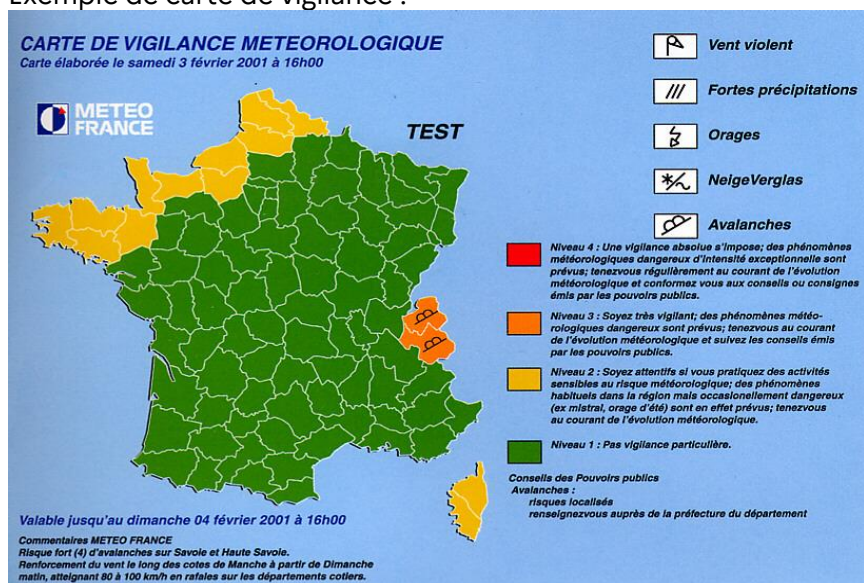 Exemple de carte de vigilance :
CARTE DE VIGILANCE METEOROLOGIQUE
Carte élaborée le samedi 3 février 2001 à 16h00
METEO
FRANCE
TEST
Vent violent
Fortes précipitations
Orages
NeigeVerglas
Avalanches
Niveau 4 : Une vigilance absolue s'impose; des phénomènes
météorologiques dangereux d'intensité exceptionnelle sont
prévus; tenezvous régulièrement au courant de l'évolution
météorologique et conformez vous aux conseils ou consignes
émis par les pouvoirs publics.
Niveau 3 : Soyez très vigilant; des phénomènes météo-
rologiques dangereux sont prévus; tenezvous au courant
de l'évolution météorologique et suivez les conseils émis
par les pouvoirs publics.
Niveau 2 : Soyez attentifs si vous pratiquez des activités
sensibles au risque météorologique; des phénomènes
habituels dans la région mais occasionellement dangereux
(ex mistral, orage d'été) sont en effet prévus; tenezvous
au courant de l'évolution météorologique.
Niveau 1 : Pas vigilance particulière.
Conseils des Pouvoirs publics
Avalanches :
risques localisés
renseignezvous auprès de la préfecture du département
Valable jusqu'au dimanche 04 février 2001 à 16h00
Commentaires METEO FRANCE
Risque fort (4) d'avalanches sur Savoie et Haute Savoie.
Renforcement du vent le long des cotes de Manche à partir de Dimanche
matin, atteignant 80 à 100 km/h en rafales sur les départements cotiers.